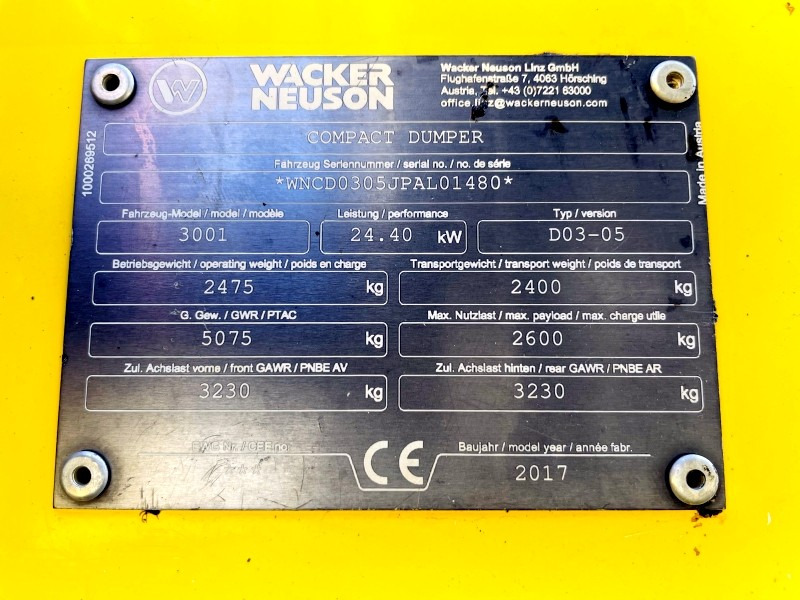 W
WACKER
NEUSON
Wacker Neuson Linz GmbH
Flughafenstraße 7, 4063 Hörsching
Austria, Tel. +43 (0)7221 63000
office.linz@wackerneuson.com
1000289512
Made in Austria
COMPACT DUMPER
Fahrzeug Seriennummer / serial no. / no. de série
*WNCD0305JPAL01480*
Fahrzeug-Model / model / modèle
3001
Leistung / performance
24.40 kW
Typ / version
D03-05
Betriebsgewicht / operating weight / poids en charge
2475 kg
Transportgewicht / transport weight / poids de transport
2400 kg
G. Gew. / GWR / PTAC
5075 kg
Max. Nutzlast / max. payload / max. charge utile
2600 kg
Zul. Achslast vorne / front GAWR / PNBE AV
3230 kg
Zul. Achslast hinten / rear GAWR / PNBE AR
3230 kg
EWG Nr. / CEE no
CE
Baujahr / model year / année fabr.
2017